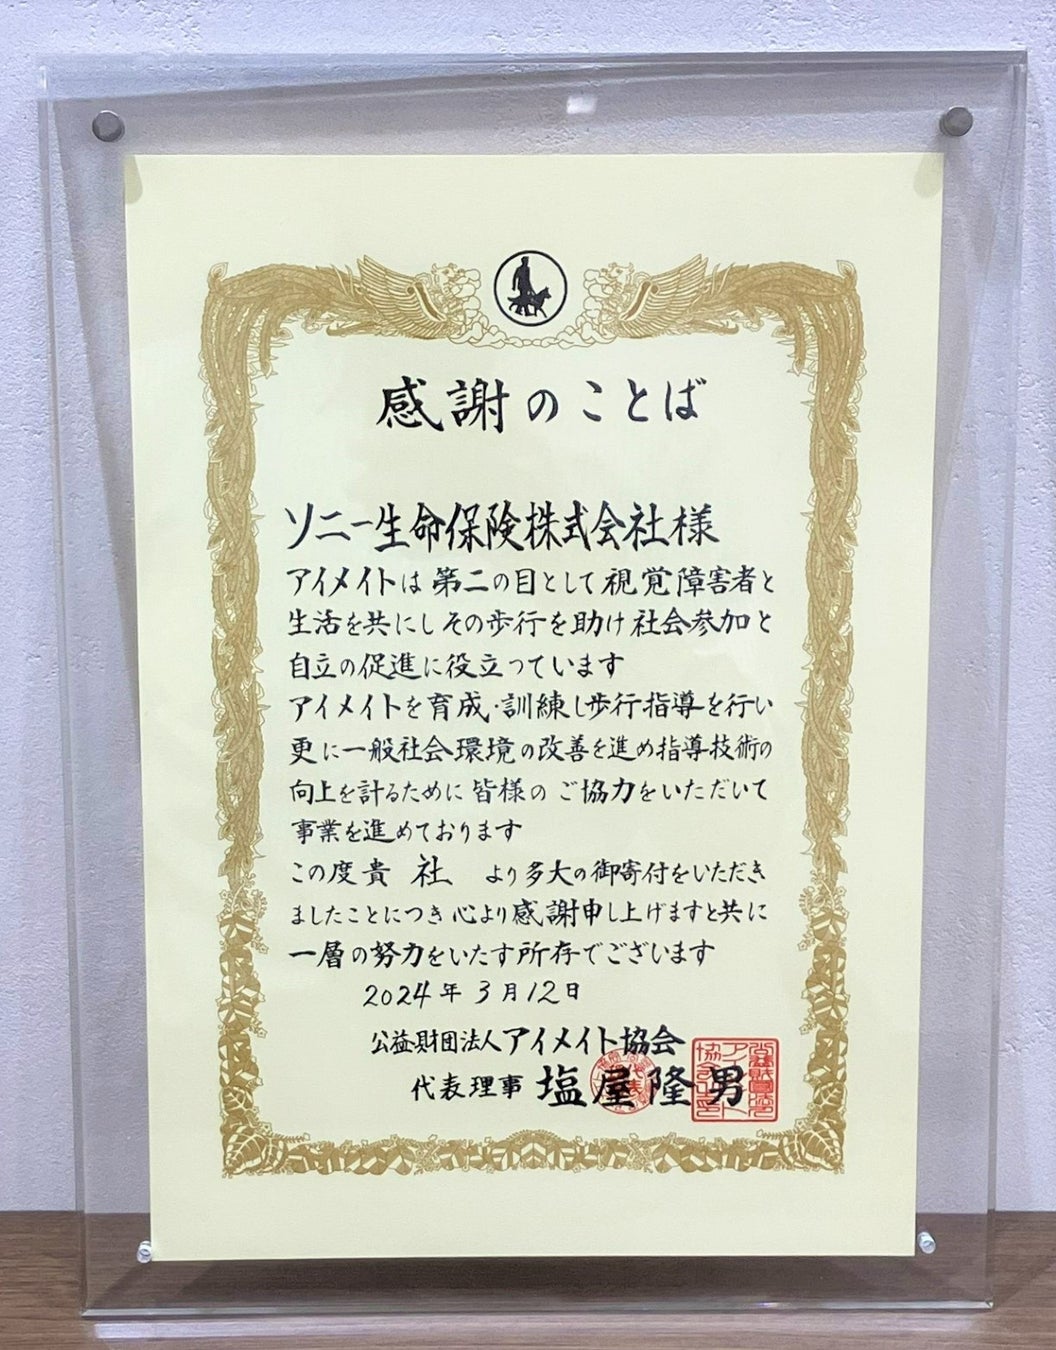 感謝のことば
ソニー生命保険株式会社様
アイメイトは第二の目として視覚障害者と
生活を共にしその歩行を助け社会参加と
自立の促進に役立っています
アイメイトを育成・訓練し歩行指導を行い
更に一般社会環境の改善を進め指導技術の
向上を計るために皆様のご協力をいただいて
事業を進めております
この度貴 社 より多大の御寄付をいただき
ましたことにつき心より感謝申し上げますと共に
一層の努力をいたす所存でございます
2024年3月12日
公益財団法人アイメイト協会
代表理事 塩屋隆男